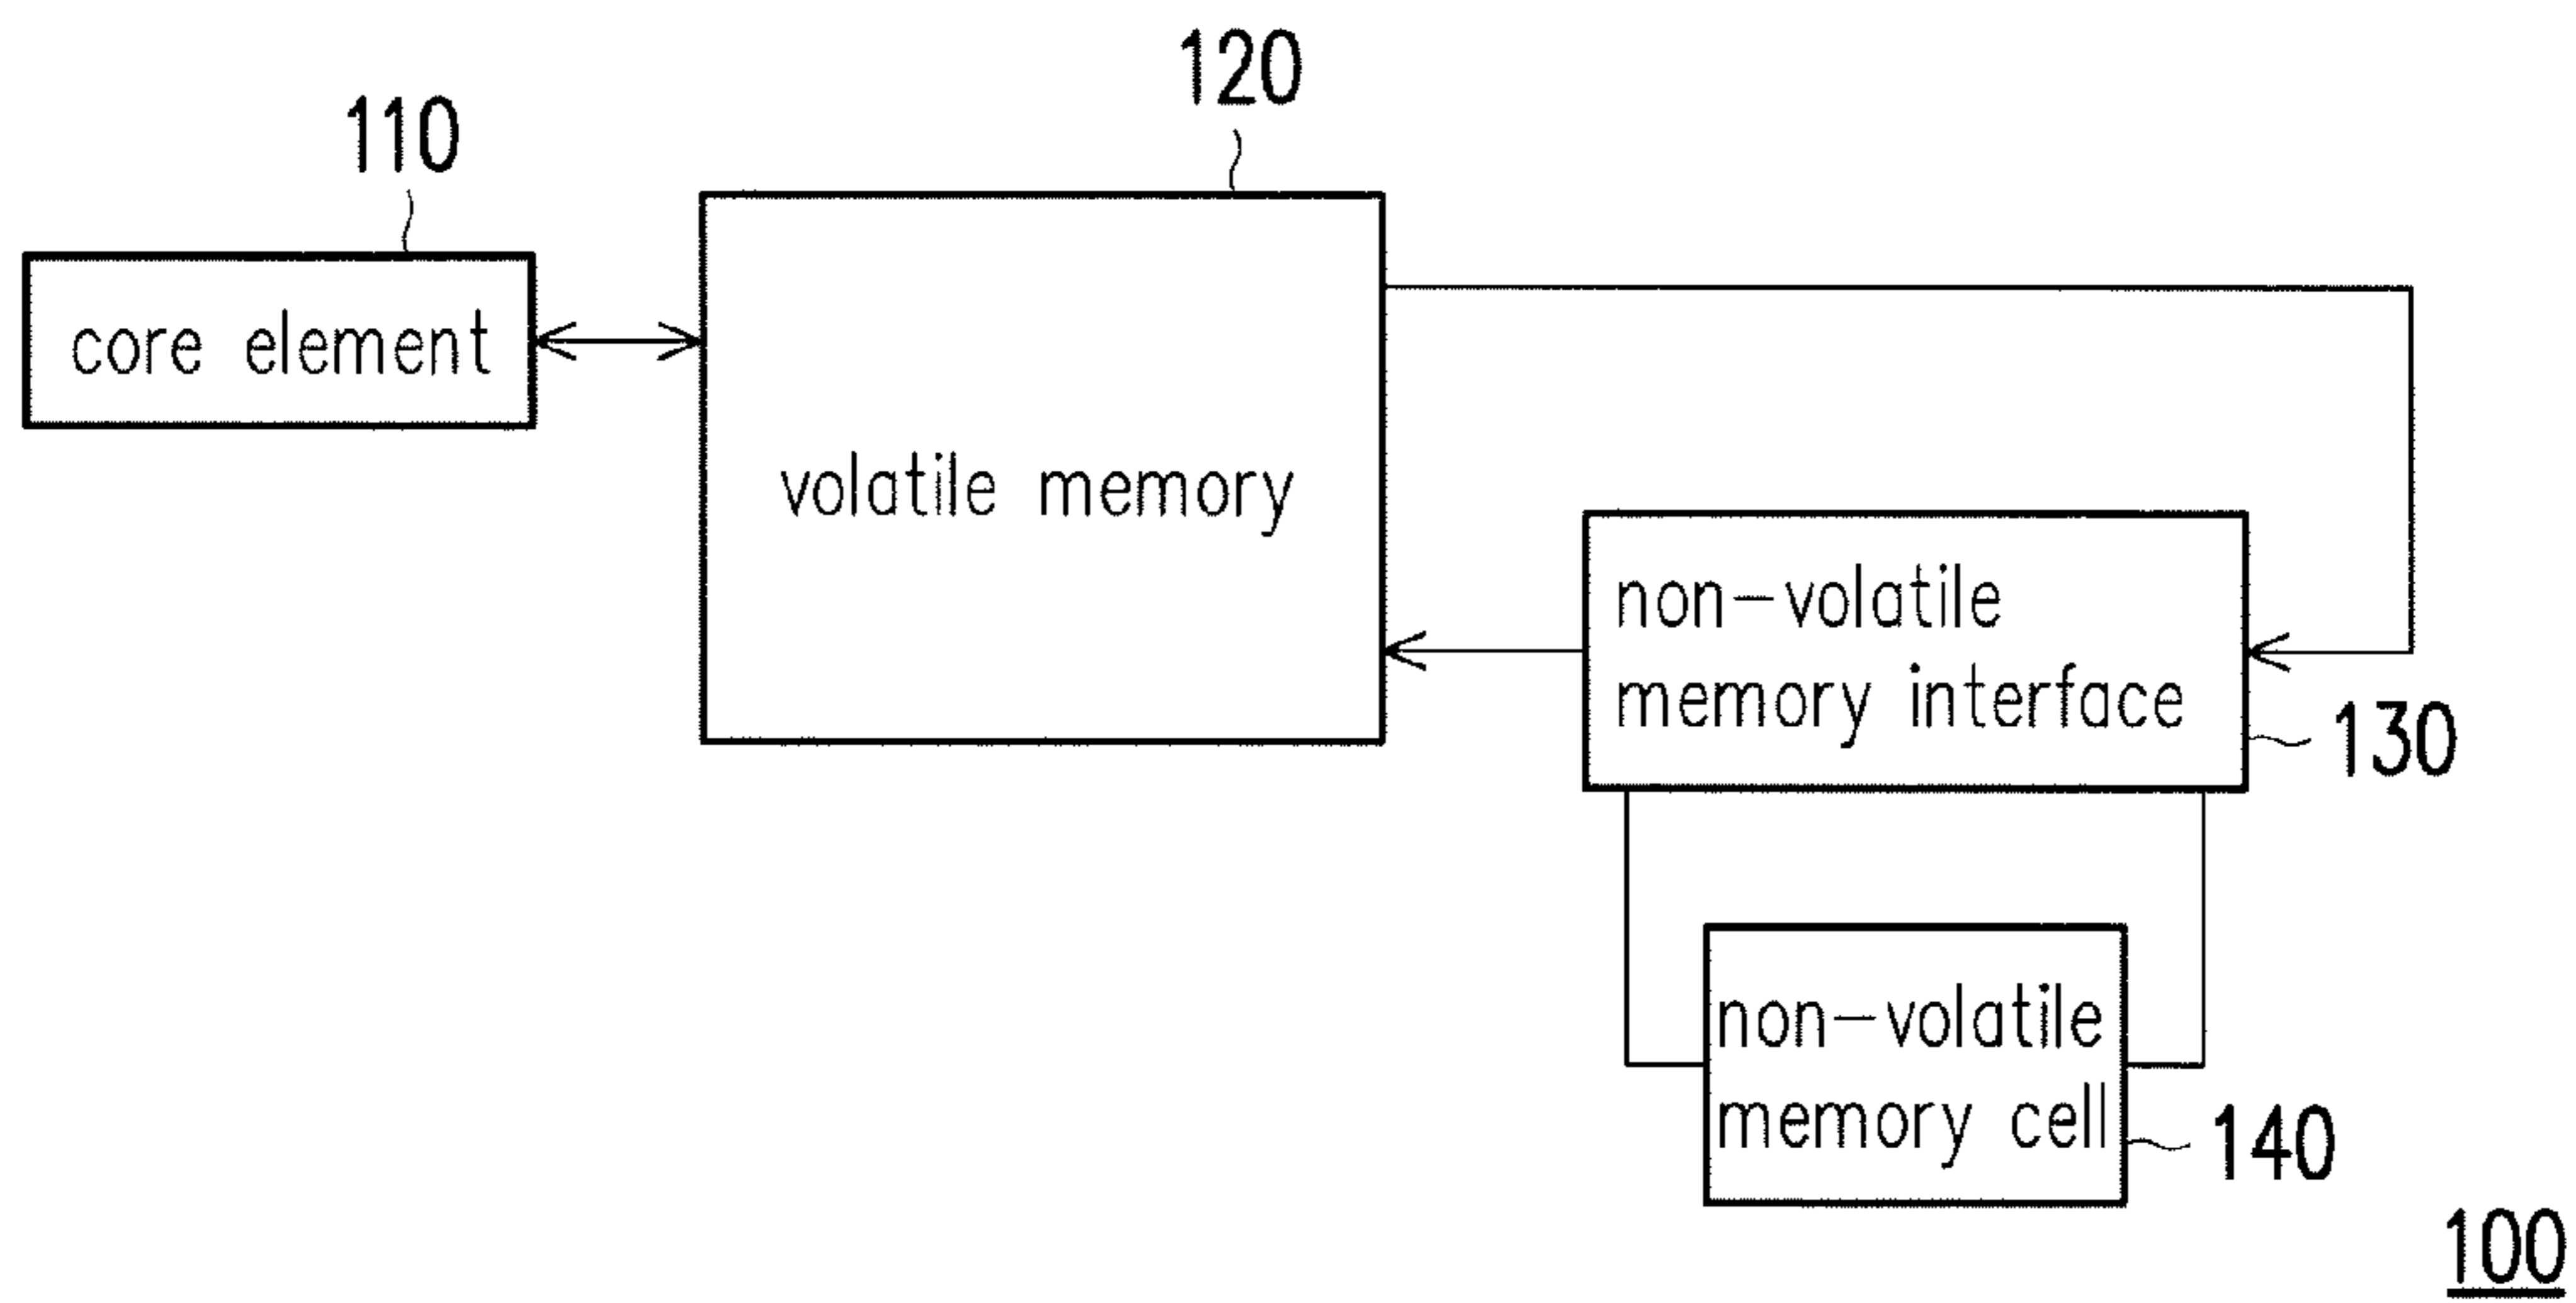 120
110
core element
volatile memory
non-volatile
memory interface
130
non-volatile
memory cell
140
100